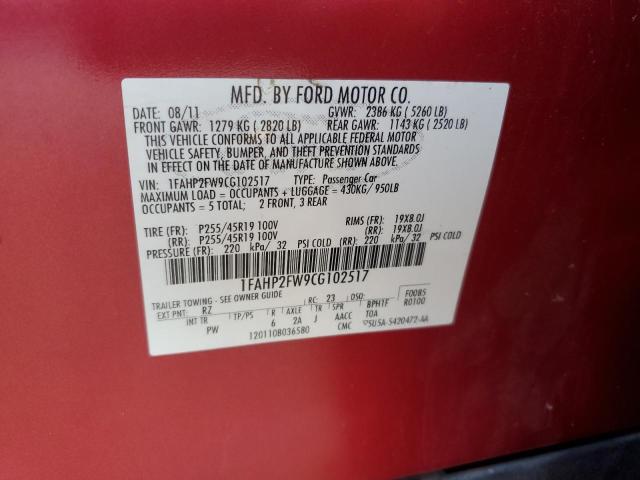 MFD. BY FORD MOTOR CO.
DATE: 08/11 GVWR: 2386 KG ( 5260 LB)
FRONT GAWR: 1279 KG ( 2820 LB) REAR GAWR: 1143 KG ( 2520 LB)
THIS VEHICLE CONFORMS TO ALL APPLICABLE FEDERAL MOTOR
VEHICLE SAFETY, BUMPER, AND THEFT PREVENTION STANDARDS
IN EFFECT ON THE DATE OF MANUFACTURE SHOWN ABOVE.
VIN: 1FAHP2FW9CG102517 TYPE: Passenger Car
MAXIMUM LOAD = OCCUPANTS + LUGGAGE = 430KG/ 950LB
OCCUPANTS = 5 TOTAL; 2 FRONT, 3 REAR
TIRE (FR): P255/45R19 100V RIMS (FR): 19X8.0J
(RR): P255/45R19 100V (RR): 19X8.0J
PRESSURE (FR): 220 kPa/ 32 PSI COLD (RR): 220 kPa/ 32 PSI COLD
1FAHP2FW9CG102517
TRAILER TOWING - SEE OWNER GUIDE RC: 23 DSO: F0085
EXT PNT: RZ BPH1F R0100
INT TR TP/PS R AXLE TR SPR TOA
PW 6 2A J AACC
1201108036580 CMC 5U5A-5420472-AA